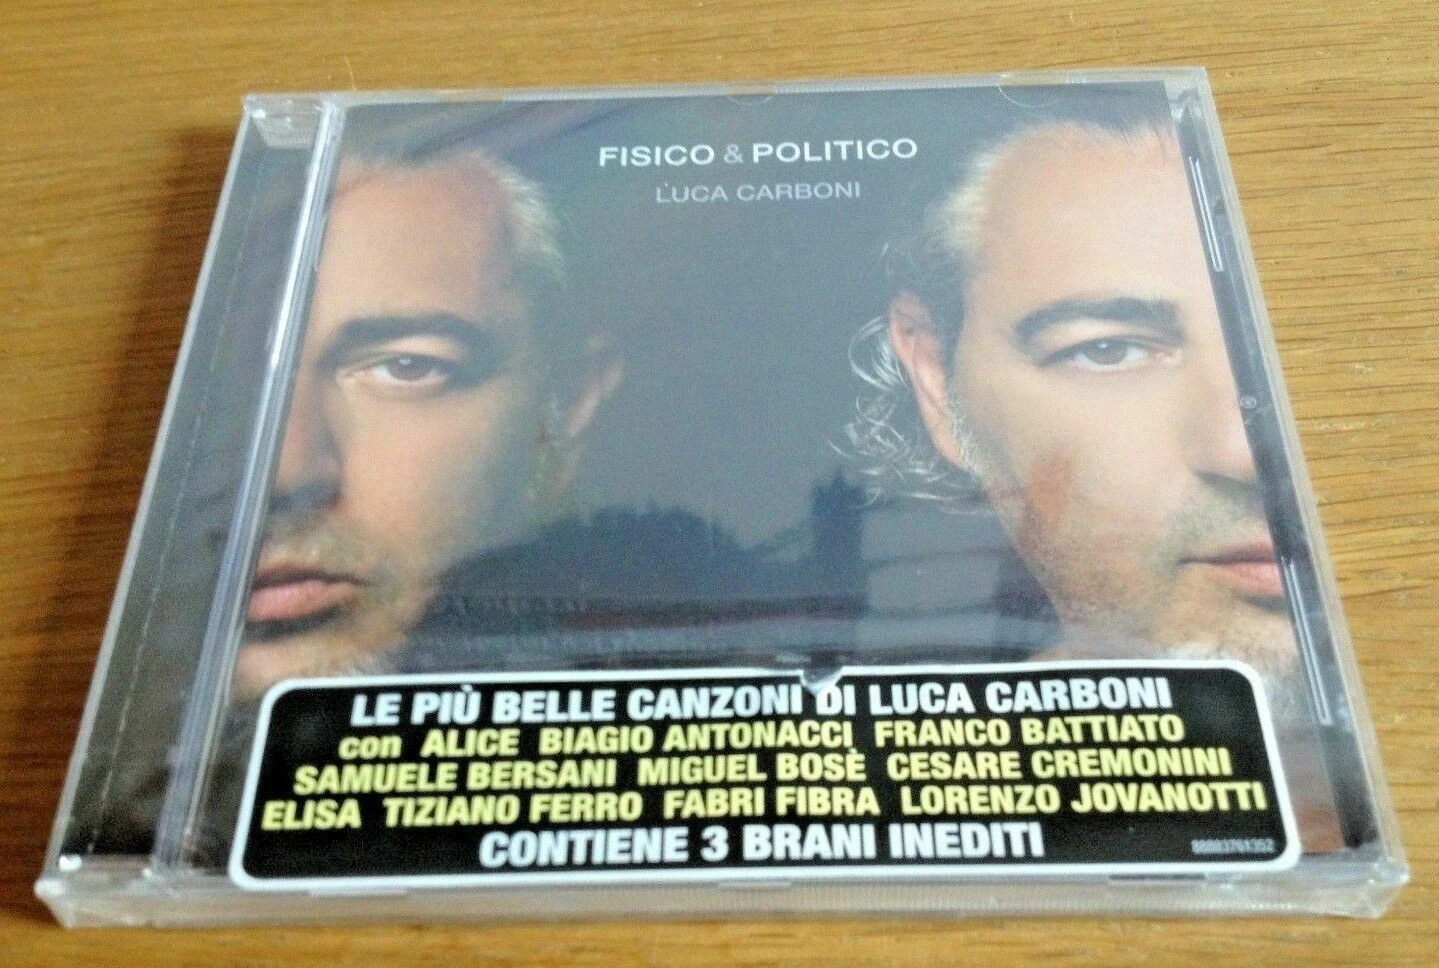 FISICO & POLITICO
LUCA CARBONI
LE PIÙ BELLE CANZONI DI LUCA CARBONI
con ALICE BIAGIO ANTONACCI FRANCO BATTIATO
SAMUELE BERSANI MIGUEL BOSÈ CESARE CREMONINI
ELISA TIZIANO FERRO FABRI FIBRA LORENZO JOVANOTTI
CONTIENE 3 BRANI INEDITI